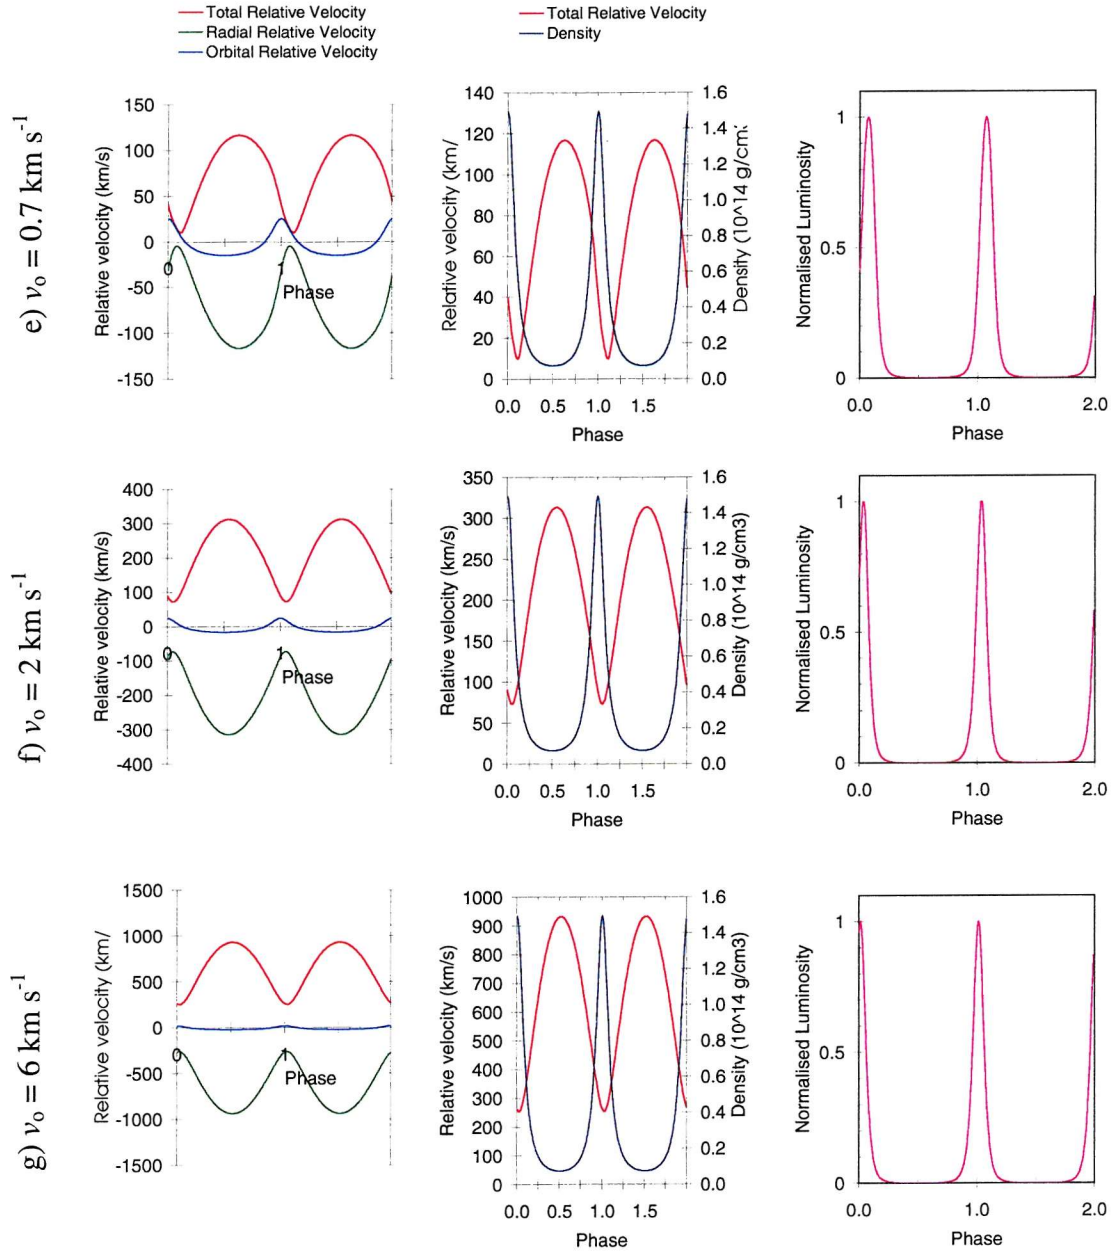 Total Relative Velocity
Radial Relative Velocity
Orbital Relative Velocity
Total Relative Velocity
Density
e) vo = 0.7 km s-1
Relative velocity (km/s)
150
100
50
0
-50
-100
-150
0
1
Phase
Relative velocity (km/
140
120
100
80
60
40
20
0
Density (10^14 g/cm3
1.6
1.4
1.2
1.0
0.8
0.6
0.4
0.2
0.0
0.0 0.5 1.0 1.5
Phase
Normalised Luminosity
1
0.5
0
0.0 1.0 2.0
Phase
f) vo = 2 km s-1
Relative velocity (km/s)
400
300
200
100
0
-100
-200
-300
-400
0
1
Phase
Relative velocity (km/s)
350
300
250
200
150
100
50
0
Density (10^14 g/cm3)
1.6
1.4
1.2
1.0
0.8
0.6
0.4
0.2
0.0
0.0 0.5 1.0 1.5
Phase
Normalised Luminosity
1
0.5
0
0.0 1.0 2.0
Phase
g) vo = 6 km s-1
Relative velocity (km/
1500
1000
500
0
-500
-1000
-1500
0
1
Phase
Relative velocity (km/s)
1000
900
800
700
600
500
400
300
200
100
0
Density (10^14 g/cm3)
1.6
1.4
1.2
1.0
0.8
0.6
0.4
0.2
0.0
0.0 0.5 1.0 1.5
Phase
Normalised Luminosity
1
0.5
0
0.0 1.0 2.0
Phase